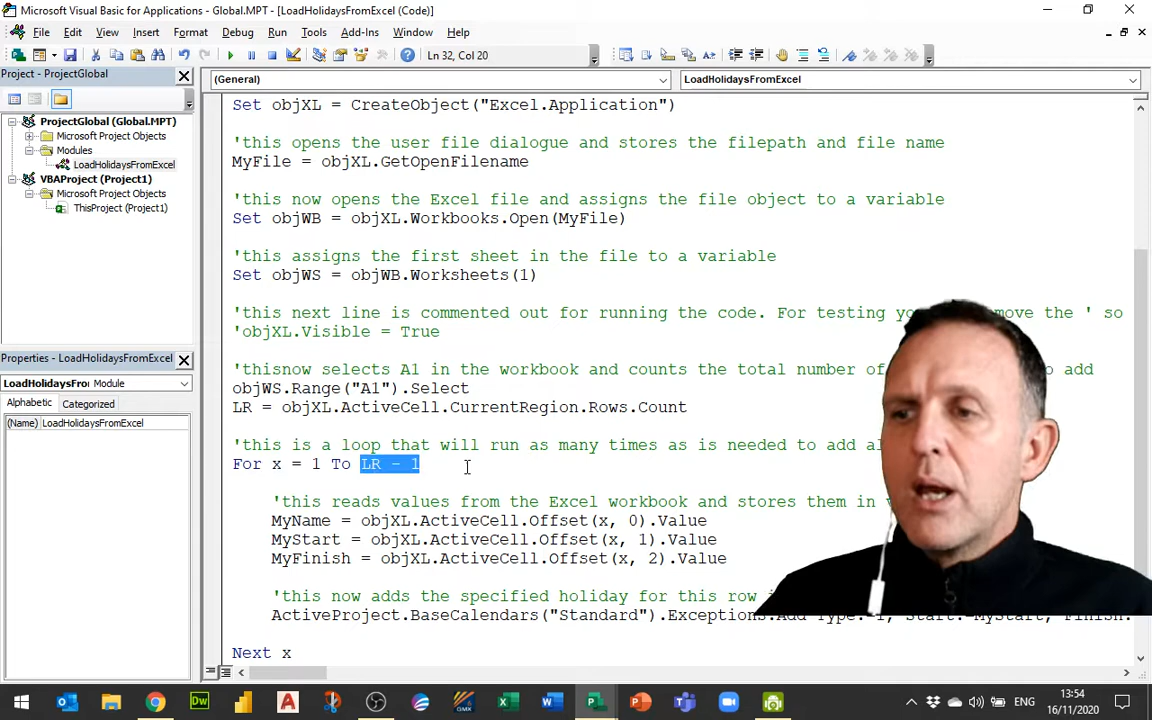 Microsoft Visual Basic for Applications - Global.MPT - [LoadHolidaysFromExcel (Code)]
File Edit View Insert Format Debug Run Tools Add-Ins Window Help
Ln 32, Col 20
Project - ProjectGlobal
ProjectGlobal (Global.MPT)
Microsoft Project Objects
Modules
LoadHolidaysFromExcel
VBAProject (Project1)
Microsoft Project Objects
ThisProject (Project1)
Properties - LoadHolidaysFromExcel
LoadHolidaysFro Module
Alphabetic Categorized
(Name) LoadHolidaysFromExcel
(General) LoadHolidaysFromExcel
Set objXL = CreateObject("Excel.Application")
'this opens the user file dialogue and stores the filepath and file name
MyFile = objXL.GetOpenFilename
'this now opens the Excel file and assigns the file object to a variable
Set objWB = objXL.Workbooks.Open(MyFile)
'this assigns the first sheet in the file to a variable
Set objWS = objWB.Worksheets(1)
'this next line is commented out for running the code. For testing move the ' so
'objXL.Visible = True
'thisnow selects A1 in the workbook and counts the total number of to add
objWS.Range("A1").Select
LR = objXL.ActiveCell.CurrentRegion.Rows.Count
'this is a loop that will run as many times as is needed to add
For x = 1 To LR - 1
'this reads values from the Excel workbook and stores them in
MyName = objXL.ActiveCell.Offset(x, 0).Value
MyStart = objXL.ActiveCell.Offset(x, 1).Value
MyFinish = objXL.ActiveCell.Offset(x, 2).Value
'this now adds the specified holiday for this row
ActiveProject.BaseCalendars("Standard").Exceptions.Add Type:=1, Start:=MyStart, Finish:
Next x
ENG
13:54
16/11/2020